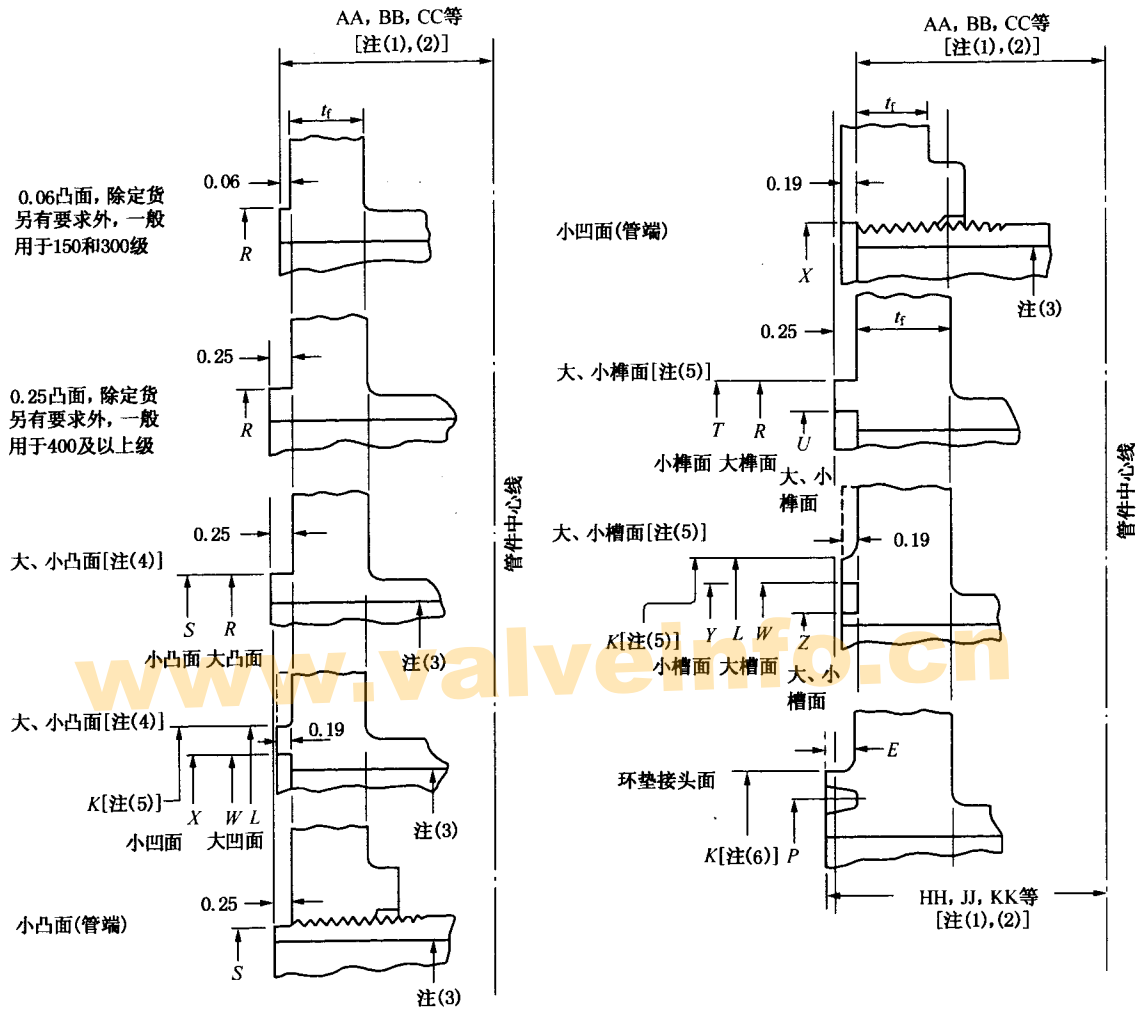 AA, BB, CC等
[注(1),(2)]
tf
0.06
0.06凸面，除定货
另有要求外，一般
用于150和300级
R
0.25
0.25凸面，除定货
另有要求外，一般
用于400及以上级
R
0.25
大、小凸面[注(4)]
S
R
小凸面 大凸面
注(3)
大、小凸面[注(4)]
0.19
K[注(5)]
X
W
L
小凹面
大凹面
注(3)
0.25
小凸面(管端)
S
注(3)
管件中心线
AA, BB, CC等
[注(1),(2)]
tf
0.19
小凹面(管端)
X
注(3)
0.25
tf
大、小榫面[注(5)]
T
R
U
小榫面 大榫面
大、小
榫面
大、小槽面[注(5)]
0.19
K[注(5)]
Y
L
W
Z
小槽面 大槽面
大、小
槽面
E
环垫接头面
K[注(6)]
P
HH, JJ, KK等
[注(1),(2)]
管件中心线
www.valveinfo.cn